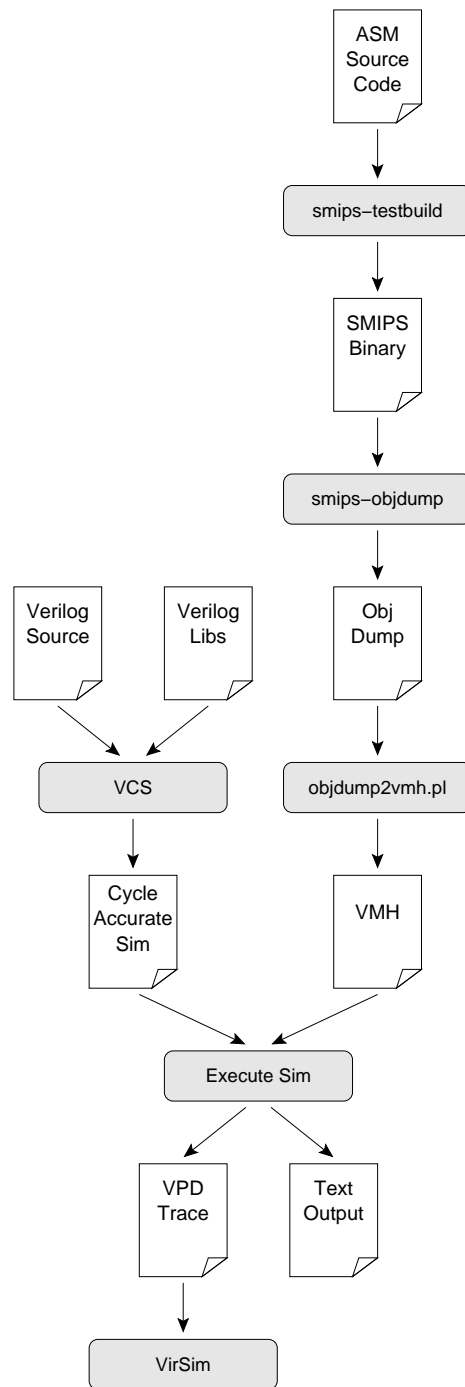 ASM
Source
Code
smips−testbuild
SMIPS
Binary
smips−objdump
Verilog
Source
Verilog
Libs
Obj
Dump
VCS
objdump2vmh.pl
Cycle
Accurate
Sim
VMH
Execute Sim
VPD
Trace
Text
Output
VirSim